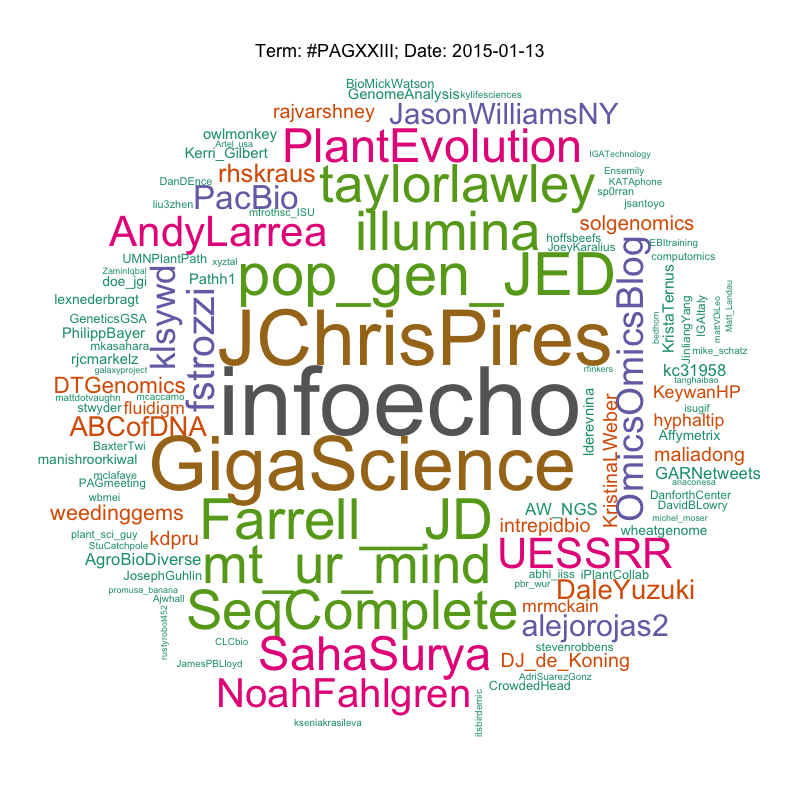 Term: #PAGXXIII; Date: 2015-01-13
BioMickWatson
GenomeAnalysis
kylifesciences
rajvarshney
JasonWilliamsNY
owlmonkey
Artel_usa
Kerri_Gilbert
PlantEvolution
IGATechnology
DanDEnce
rhskraus
taylorlawley
Ensemily
KATAphone
sp0rran
liu3zhen
PacBio
jsantoyo
mfrothsc_ISU
AndyLarrea
illumina
solgenomics
hoffsbeefs
JoeyKaralius
EBItraining
UMNPlantPath
xyztal
computomics
ZaminIqbal
doe_jgi
Pathh1
pop_gen_JED
lexnederbragt
klsywd
fstrozzi
OmicsOmicsBlog
KristaTernus
bedhorn
JinliangYang
IGAItaly
mattVDiLeo
Matt_Landau
GeneticsGSA
PhilippBayer
mkasahara
JChrisPires
mike_schatz
rjcmarkelz
galaxyproject
rfinkers
kc31958
tanghaibao
DTGenomics
mattdotvaughn
mcaccamo
infoecho
KeywanHP
stwyder
fluidigm
isugif
ABCofDNA
lderevnina
KristinaLWeber
hyphaltip
Affymetrix
BaxterTwi
manishroorkiwal
maliadong
mclafaye
GigaScience
GARNetweets
PAGmeeting
anaconesa
wbmei
DanforthCenter
DavidBLowry
weedinggems
Farrell__JD
AW_NGS
michel_moser
plant_sci_guy
intrepidbio
wheatgenome
StuCatchpole
kdpru
UESSRR
AgroBioDiverse
mt_ur_mind
abhi_iiss
iPlantCollab
JosephGuhlin
pbr_wur
promusa_banana
DaleYuzuki
Ajwhall
SeqComplete
mrmckain
rustyrobot452
alejorojas2
CLCbio
stevenrobbens
SahaSurya
JamesPBLloyd
DJ_de_Koning
AdriSuarezGonz
NoahFahlgren
CrowdedHead
itsbirdemic
kseniakrasileva